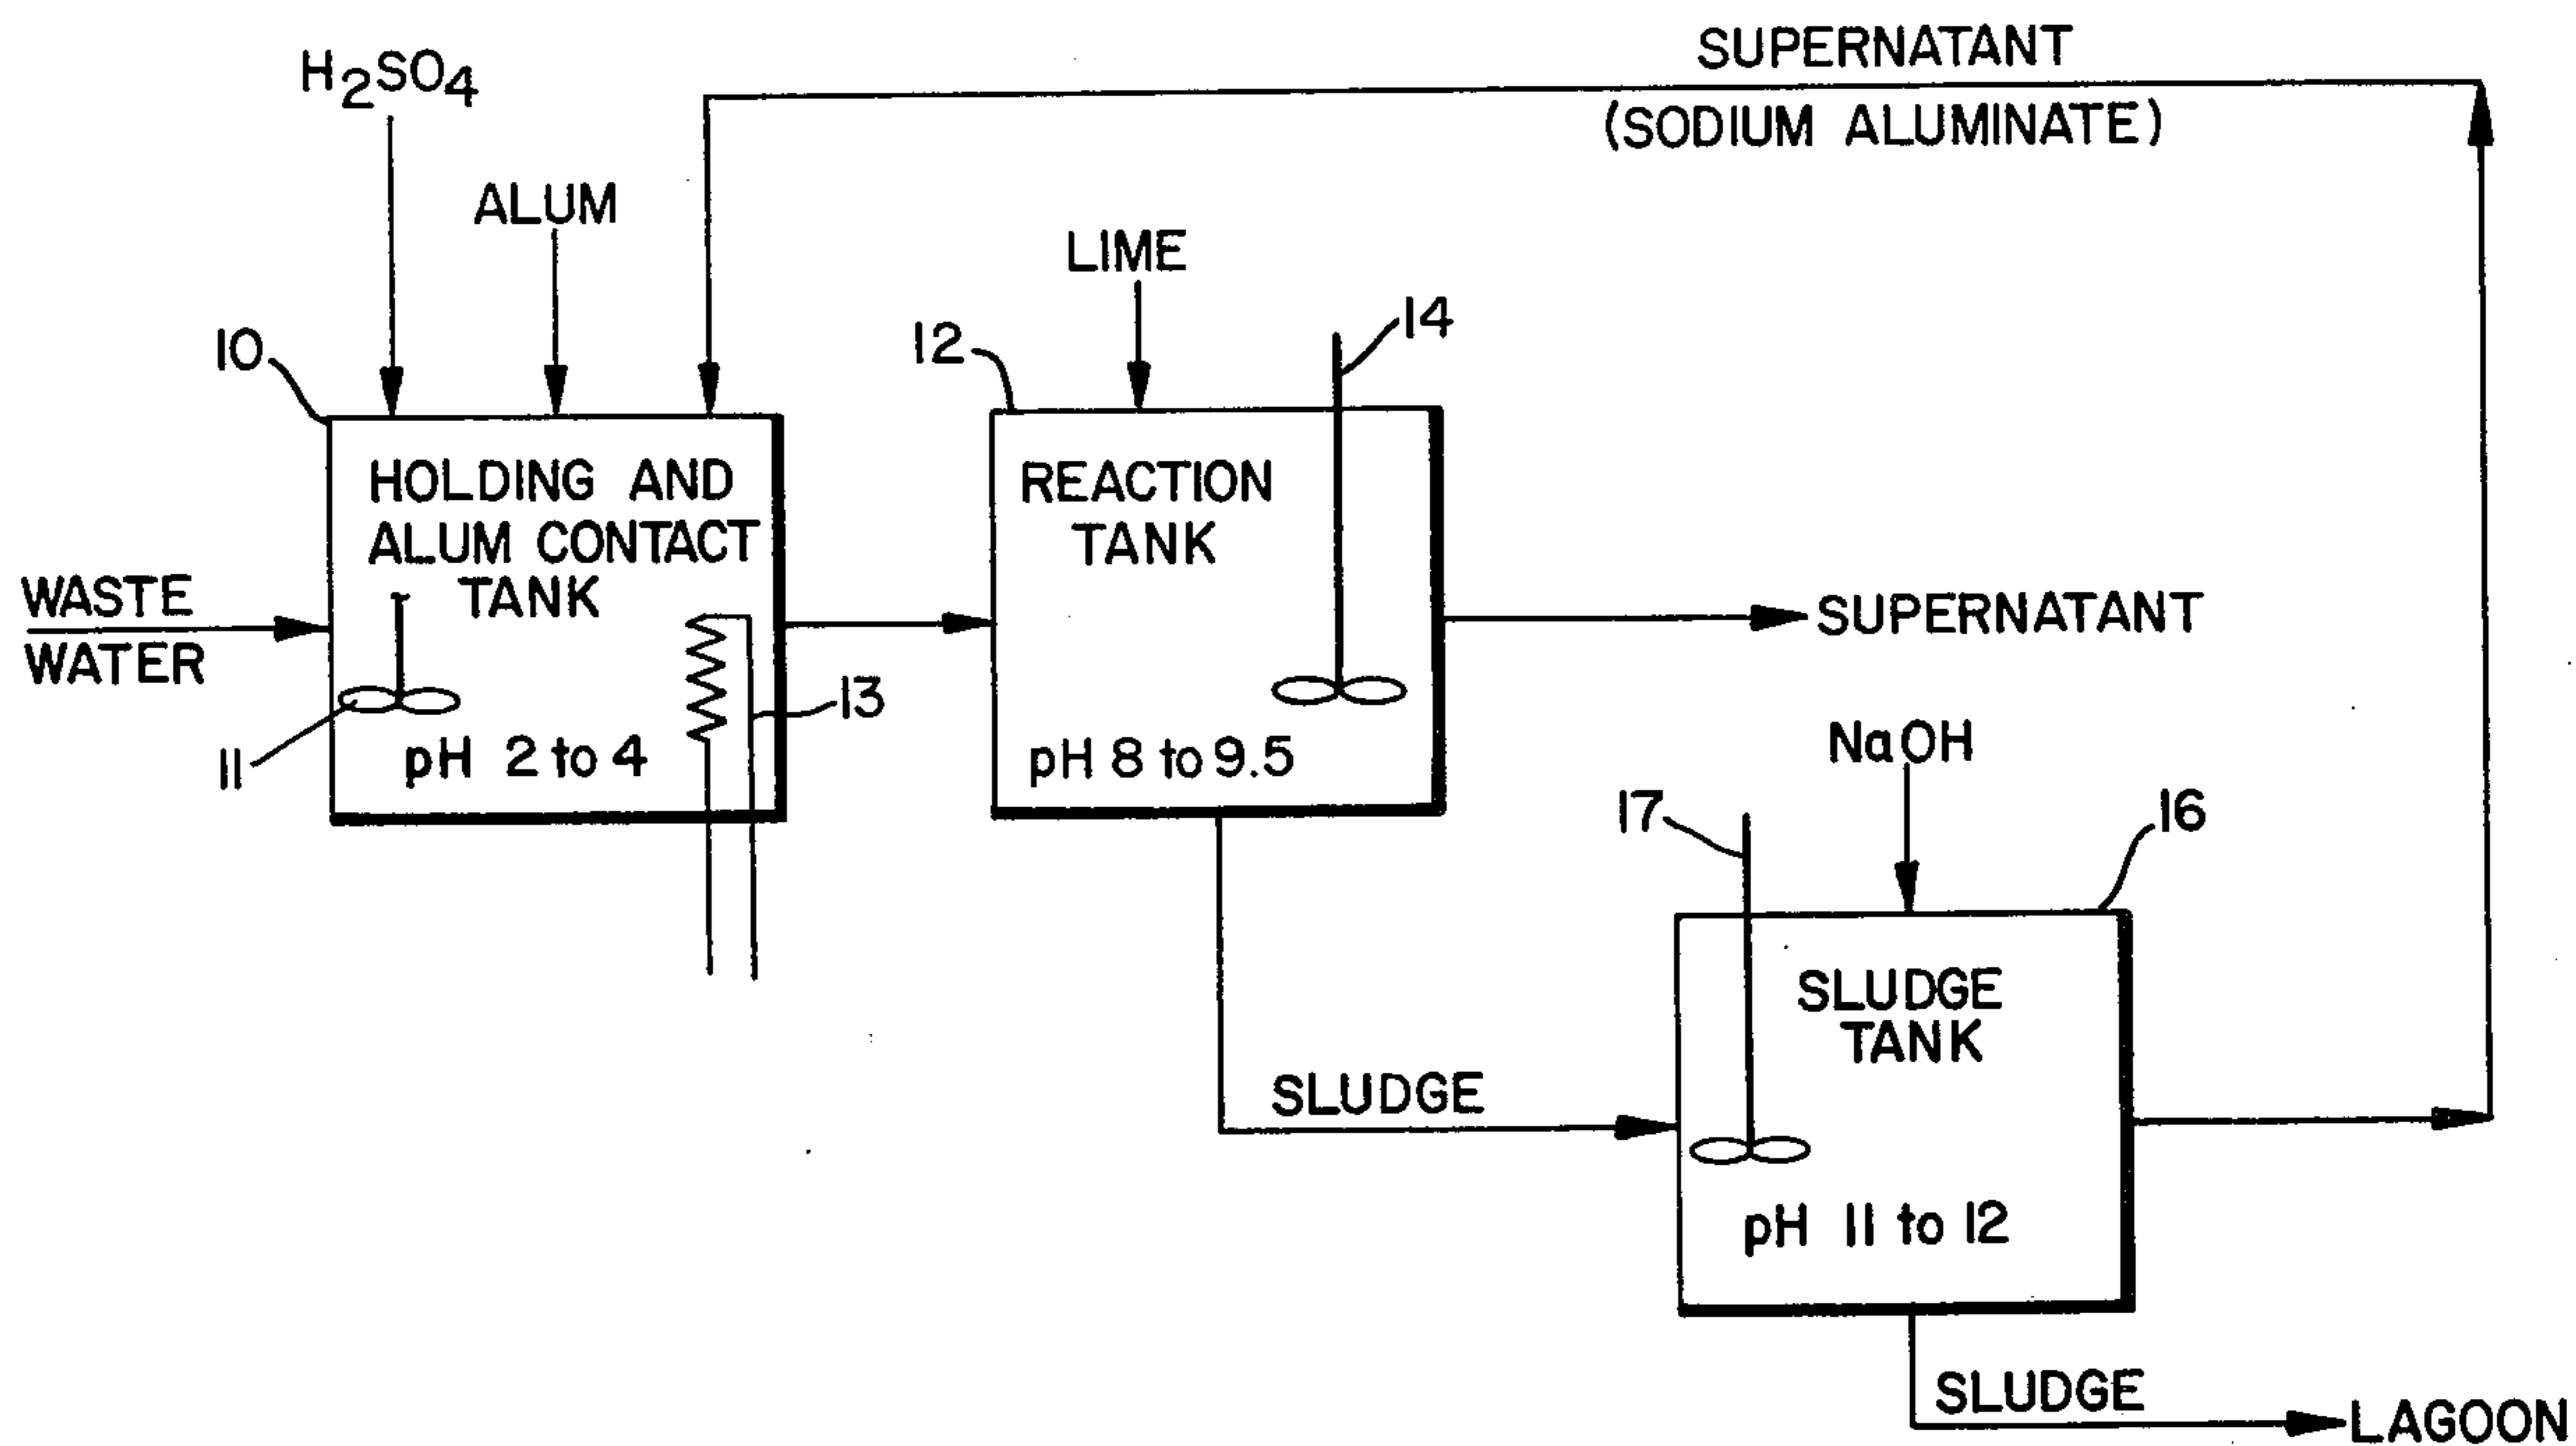 SUPERNATANT
(SODIUM ALUMINATE)
H2SO4
ALUM
LIME
10
12
14
HOLDING AND
ALUM CONTACT
TANK
REACTION
TANK
WASTE
WATER
SUPERNATANT
11
13
pH 2 to 4
pH 8 to 9.5
NaOH
17
16
SLUDGE
TANK
SLUDGE
pH 11 to 12
SLUDGE
LAGOON